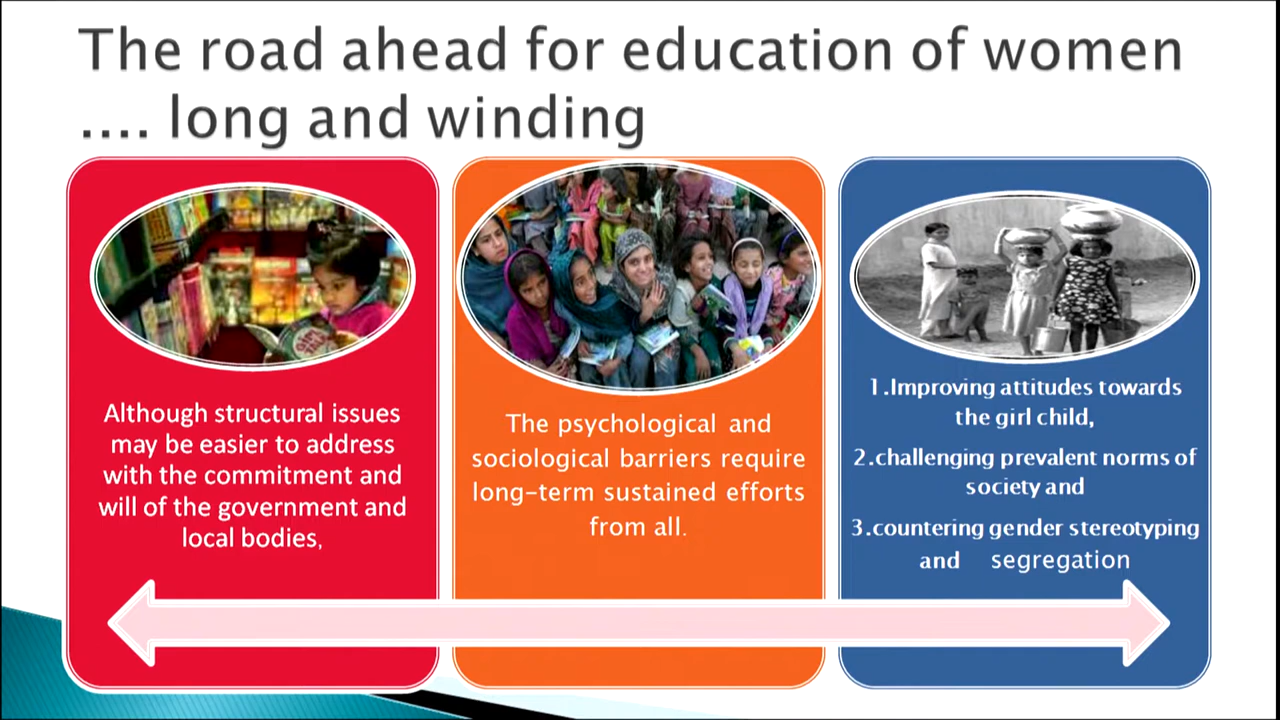 The road ahead for education of women
.... long and winding
Although structural issues
may be easier to address
with the commitment and
will of the government and
local bodies,
The psychological and
sociological barriers require
long-term sustained efforts
from all.
1.Improving attitudes towards
the girl child,
2.challenging prevalent norms of
society and
3.countering gender stereotyping
and segregation